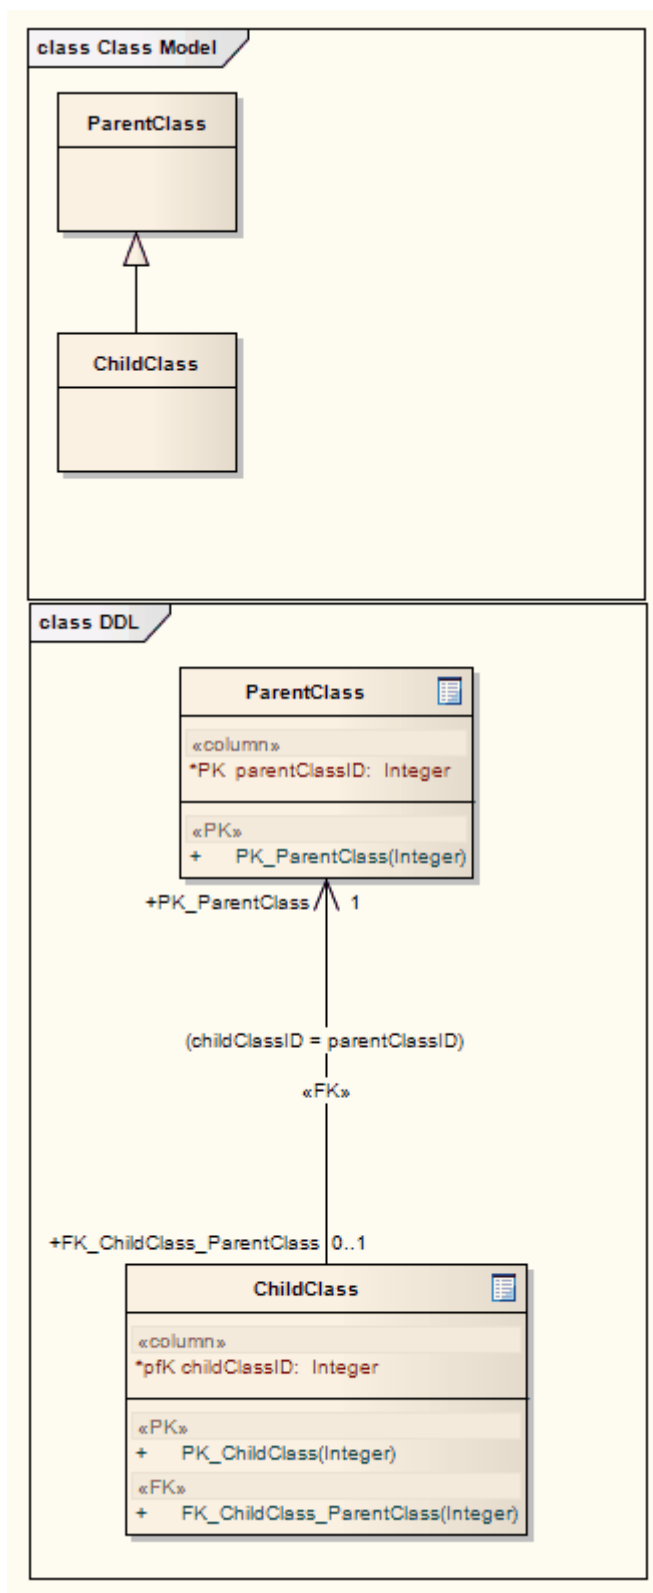 class Class Model
ParentClass
ChildClass
class DDL
ParentClass
«column»
*PK parentClassID: Integer
«PK»
+ PK_ParentClass(Integer)
+PK_ParentClass 1
(childClassID = parentClassID)
«FK»
+FK_ChildClass_ParentClass 0..1
ChildClass
«column»
*pfK childClassID: Integer
«PK»
+ PK_ChildClass(Integer)
«FK»
+ FK_ChildClass_ParentClass(Integer)